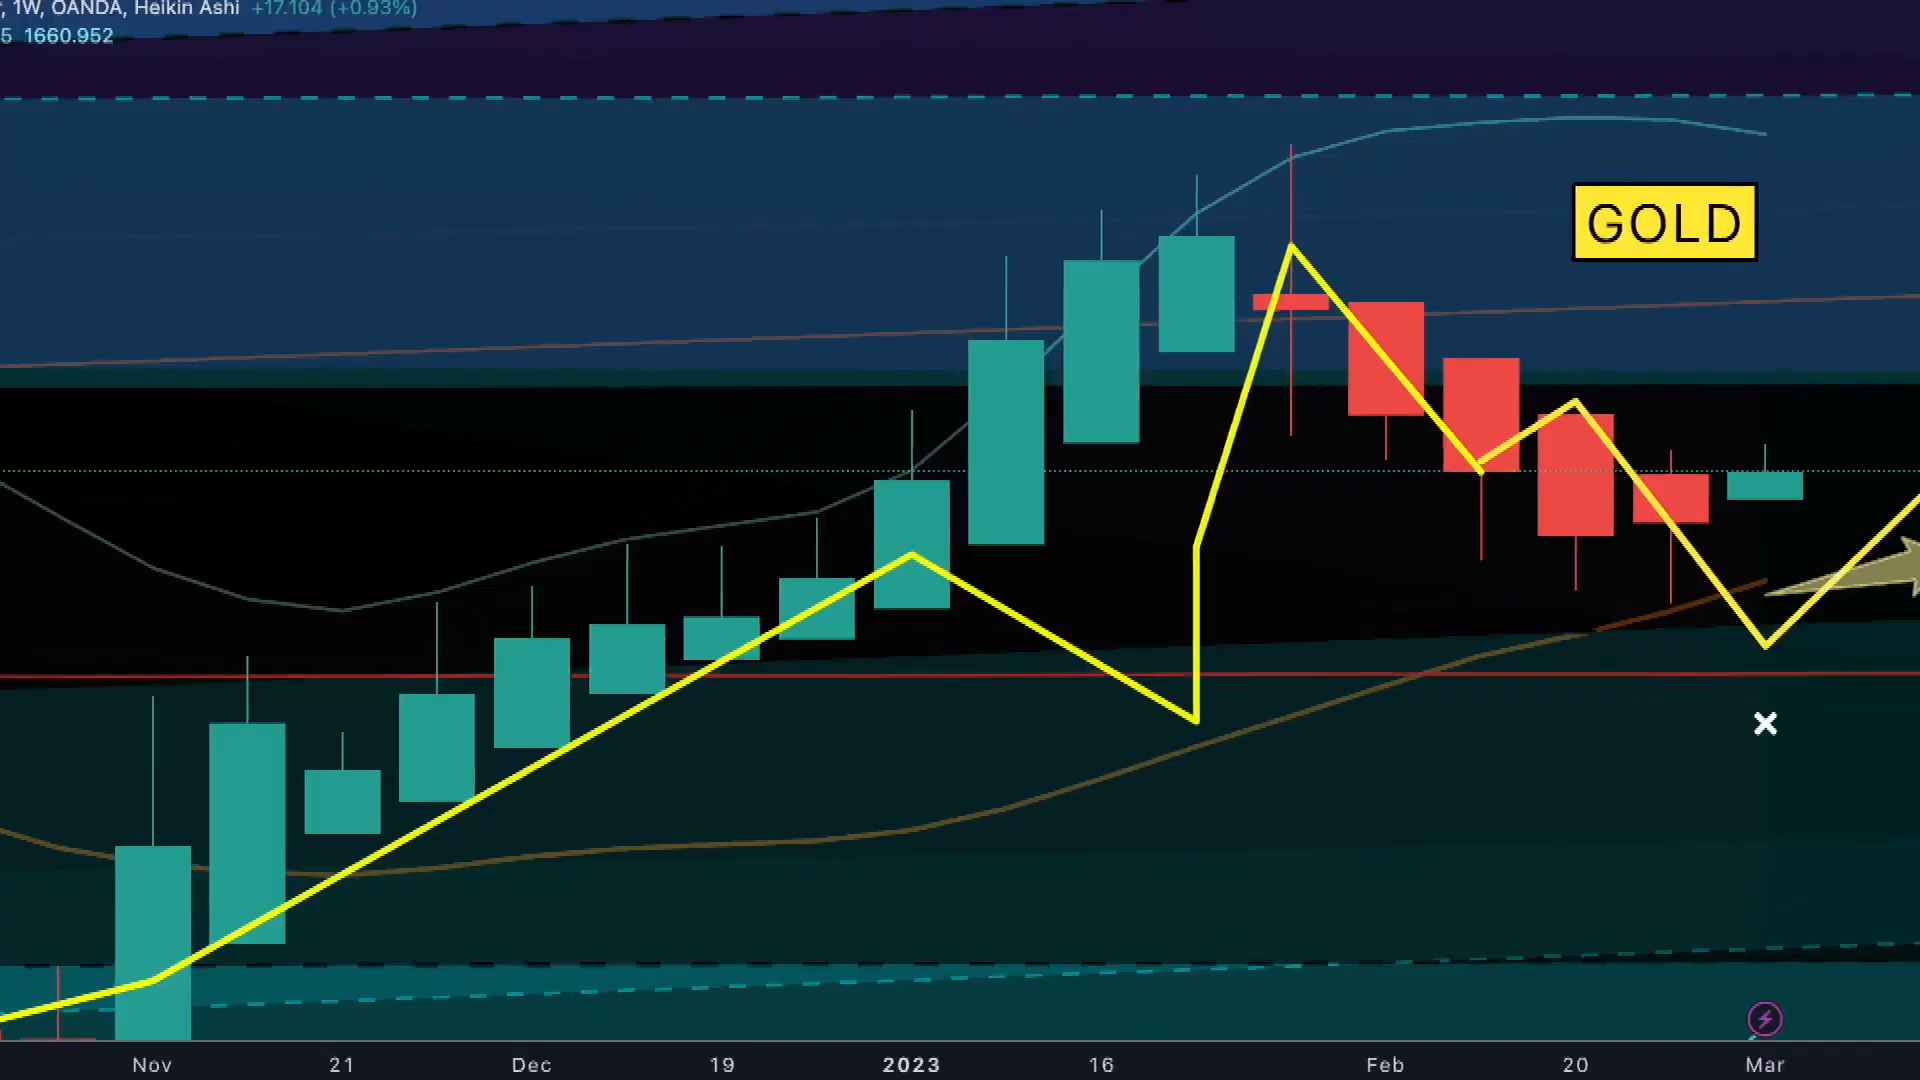 , 1W, OANDA, Heikin Ashi +17.104 (+0.93%)
5 1660.952
GOLD
Nov 21 Dec 19 2023 16 Feb 20 Mar